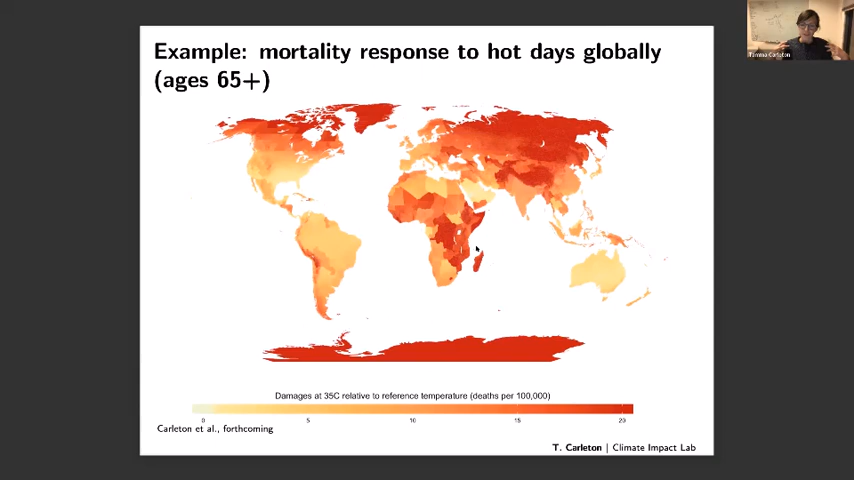 Example: mortality response to hot days globally
(ages 65+)
Tamma Carleton
Damages at 35C relative to reference temperature (deaths per 100,000)
0 5 10 15 20
Carleton et al., forthcoming
T. Carleton | Climate Impact Lab